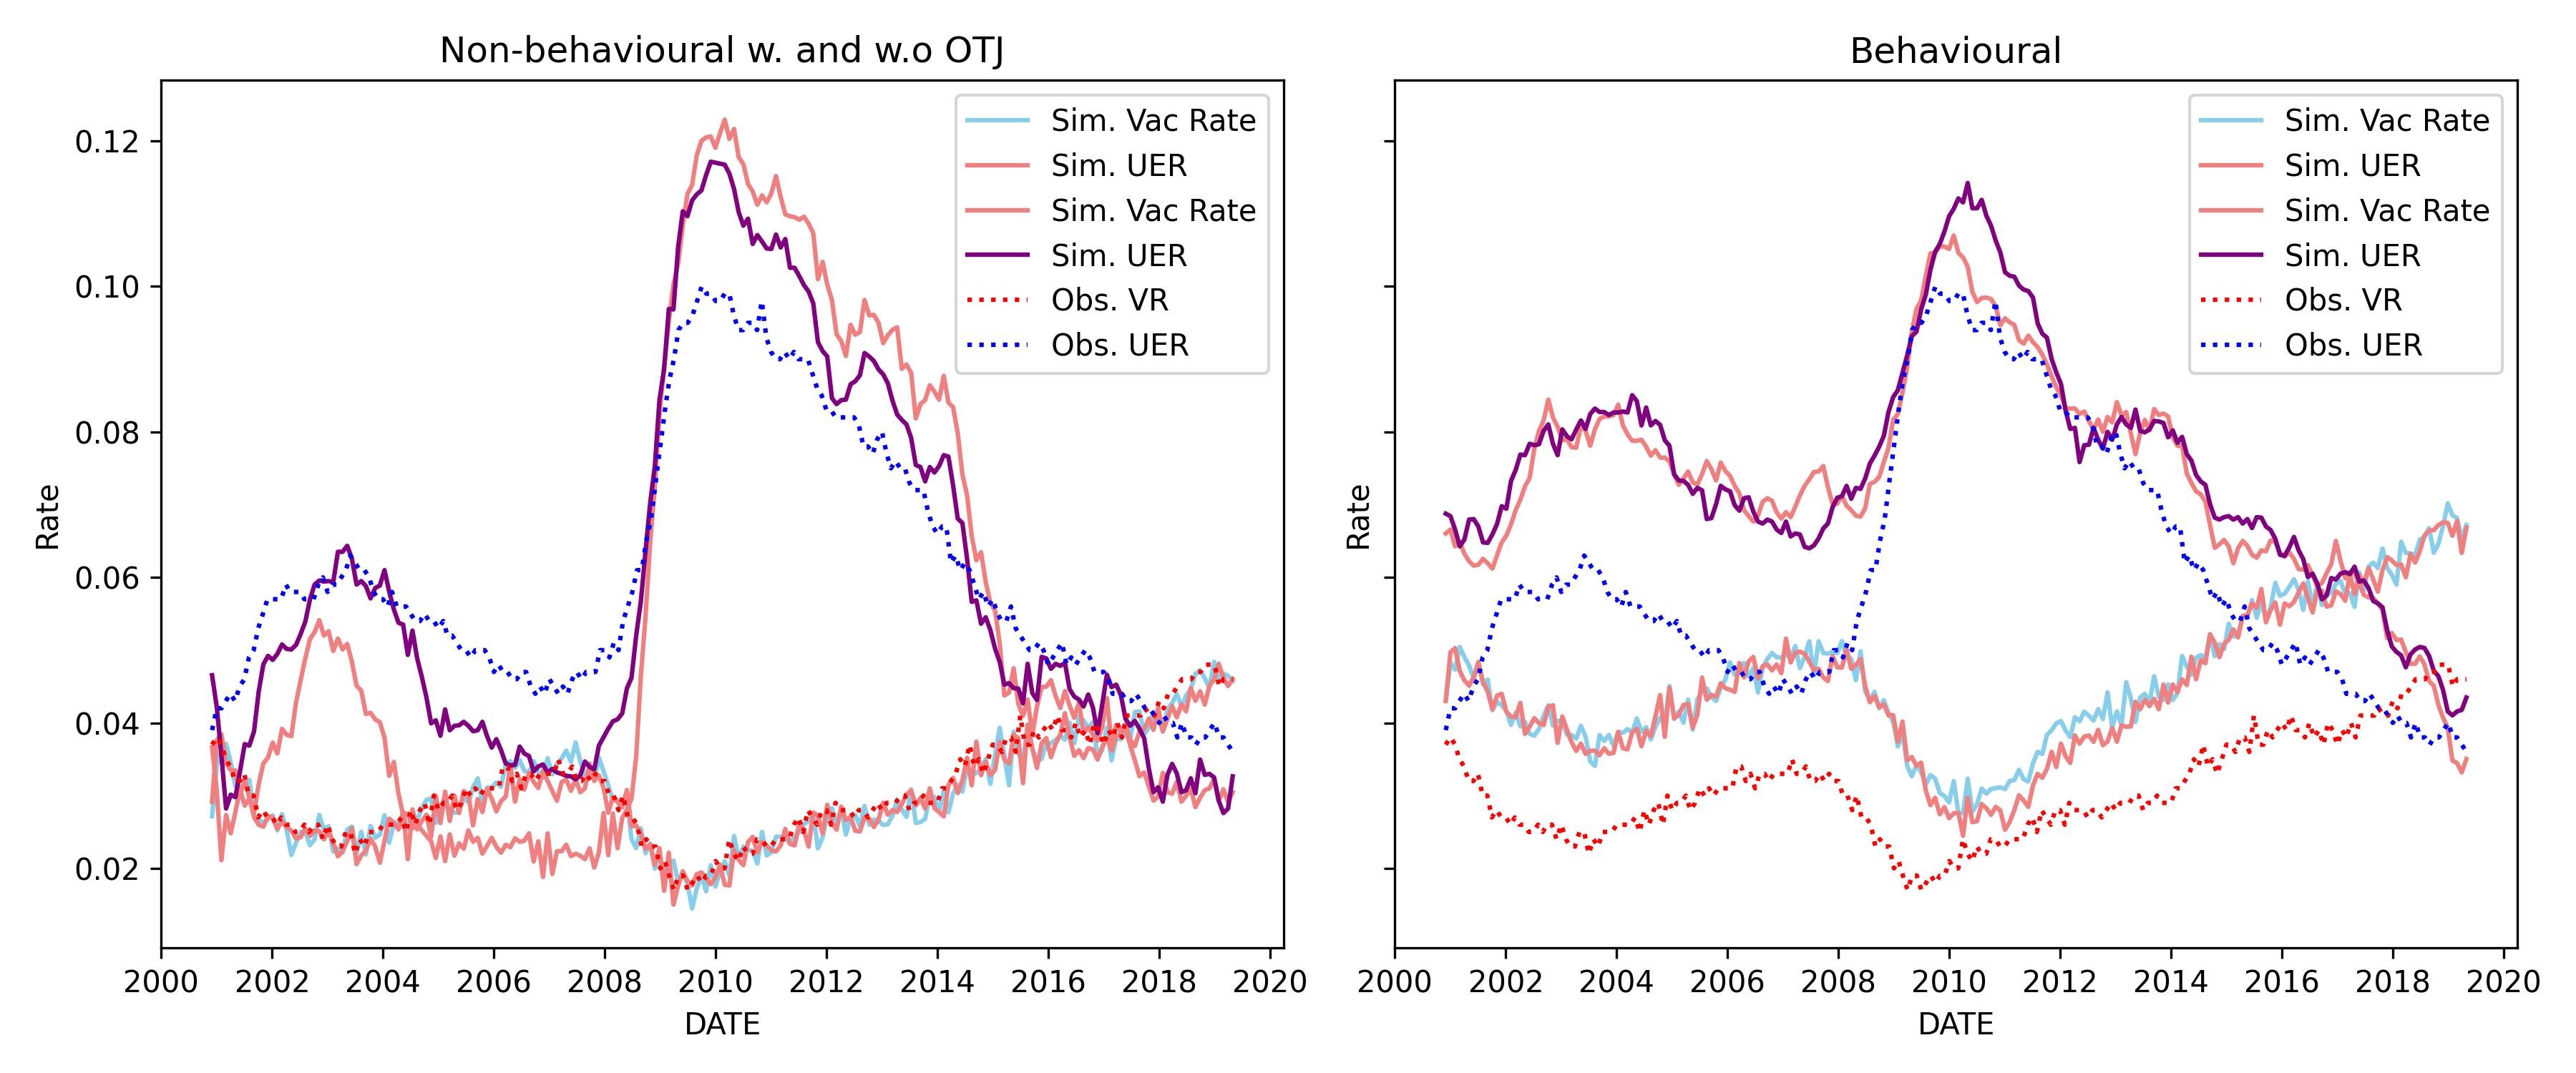 Non-behavioural w. and w.o OTJ
Sim. Vac Rate
Sim. UER
Sim. Vac Rate
Sim. UER
Obs. VR
Obs. UER
Rate
0.12
0.10
0.08
0.06
0.04
0.02
2000 2002 2004 2006 2008 2010 2012 2014 2016 2018 2020
DATE
Behavioural
Sim. Vac Rate
Sim. UER
Sim. Vac Rate
Sim. UER
Obs. VR
Obs. UER
Rate
2000 2002 2004 2006 2008 2010 2012 2014 2016 2018 2020
DATE